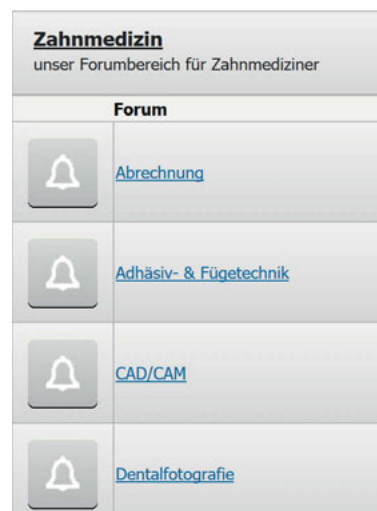 Zahnmedizin
unser Forumbereich für Zahnmediziner
Forum
Abrechnung
Adhäsiv- & Fügetechnik
CAD/CAM
Dentalfotografie